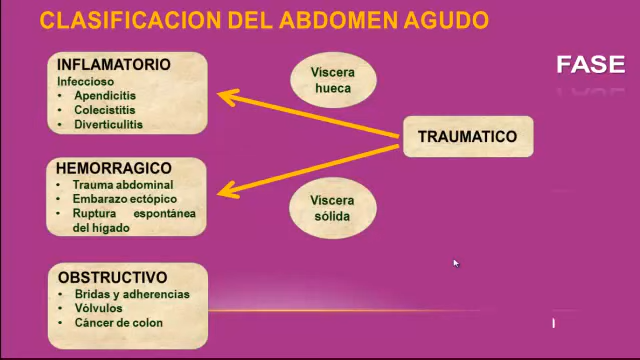 CLASIFICACION DEL ABDOMEN AGUDO
INFLAMATORIO
Infeccioso
• Apendicitis
• Colecistitis
• Diverticulitis
Viscera
hueca
FASE
TRAUMATICO
HEMORRAGICO
• Trauma abdominal
• Embarazo ectópico
• Ruptura espontánea
del hígado
Viscera
sólida
OBSTRUCTIVO
• Bridas y adherencias
• Vólvulos
• Cáncer de colon